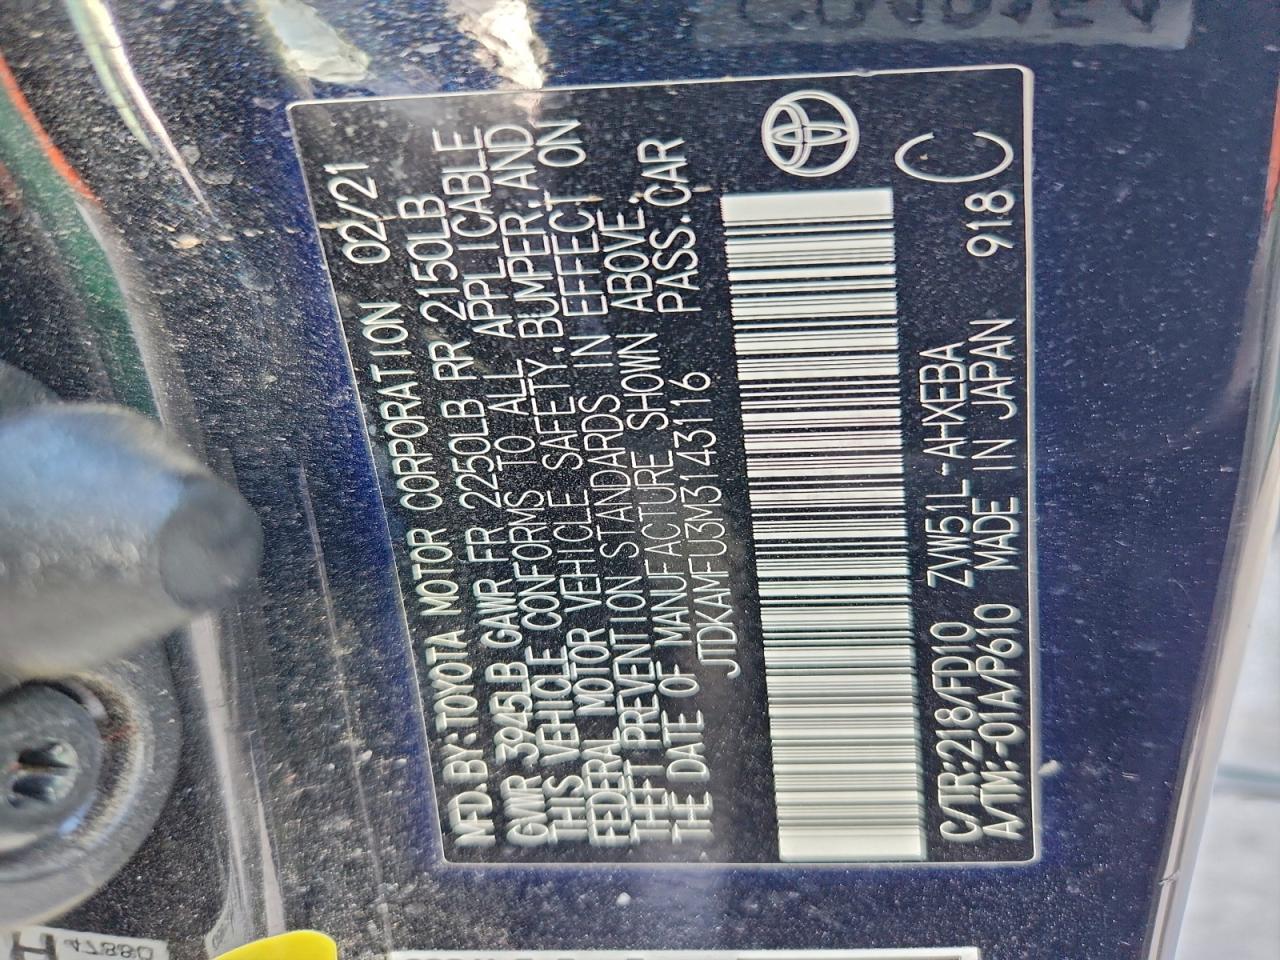 MFD.BY:TOYOTA MOTOR CORPORATION 02/21
GVWR 3945LB GAWR FR 2250LB RR 2150LB
THIS VEHICLE CONFORMS TO ALL APPLICABLE
FEDERAL MOTOR VEHICLE SAFETY,BUMPER,AND
THEFT PREVENTION STANDARDS IN EFFECT ON
THE DATE OF MANUFACTURE SHOWN ABOVE.
JTDKAMFU3M3143116 PASS.CAR
C/TR:218/FD10 ZVW51L-AHXEBA
A/TM:-01A/P610 MADE IN JAPAN 918
C
47880